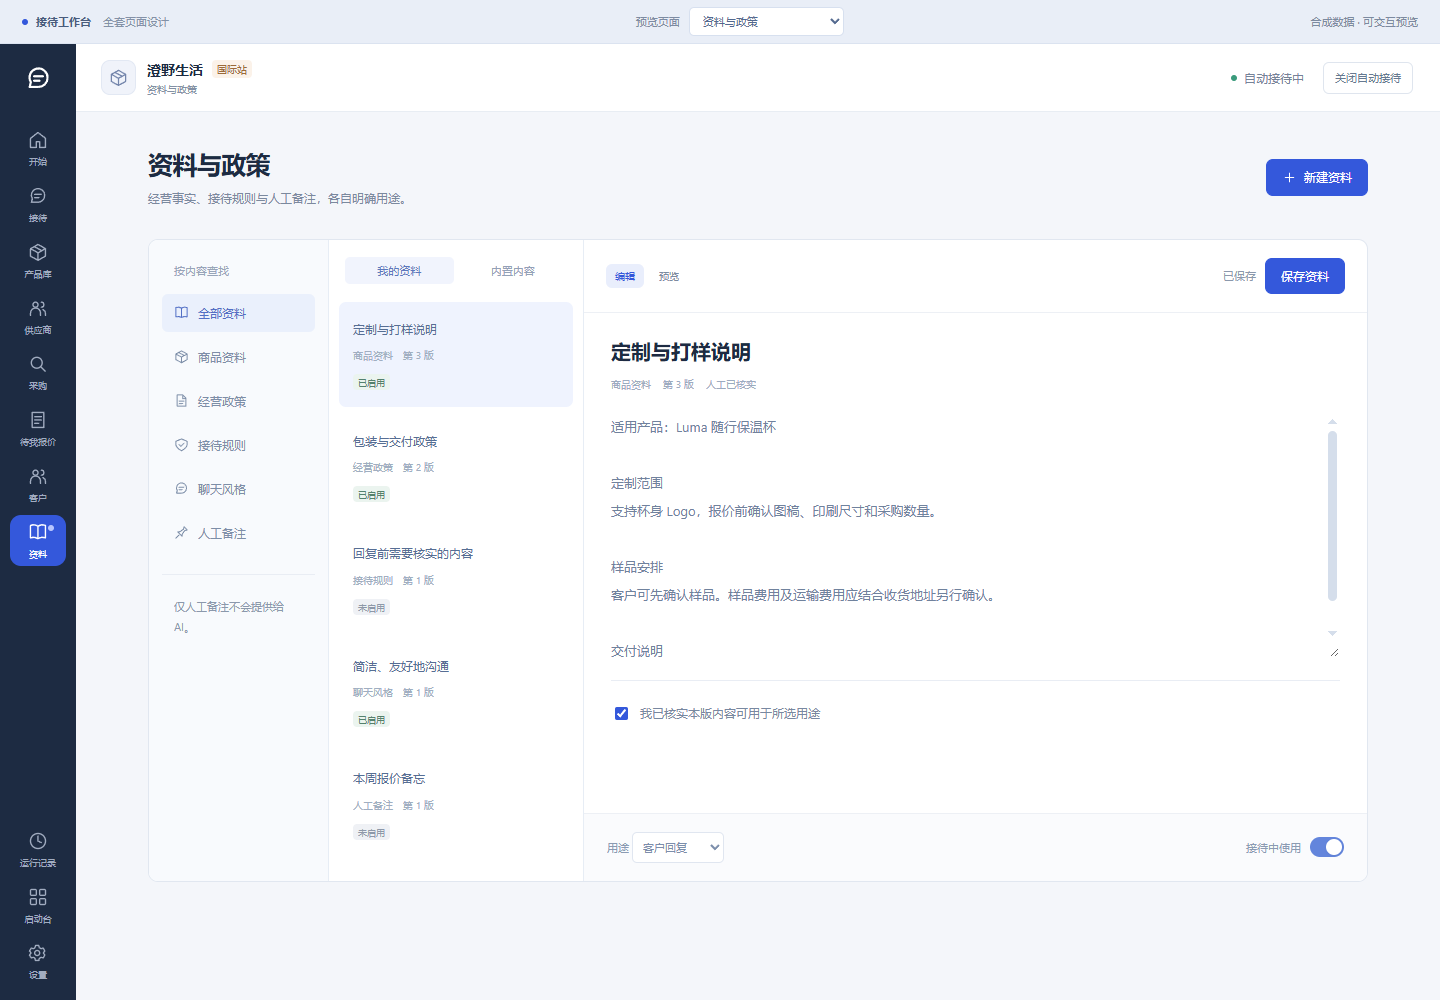 接待工作台 全套页面设计
预览页面 资料与政策
合成数据 · 可交互预览
澄野生活 国际站
资料与政策
自动接待中 关闭自动接待
开始
接待
产品库
供应商
采购
待我报价
客户
资料
运行记录
启动台
设置
资料与政策
经营事实、接待规则与人工备注，各自明确用途。
新建资料
按内容查找
全部资料
商品资料
经营政策
接待规则
聊天风格
人工备注
仅人工备注不会提供给
AI。
我的资料 内置内容
定制与打样说明
商品资料 第 3 版
已启用
包装与交付政策
经营政策 第 2 版
已启用
回复前需要核实的内容
接待规则 第 1 版
未启用
简洁、友好地沟通
聊天风格 第 1 版
已启用
本周报价备忘
人工备注 第 1 版
未启用
编辑 预览
已保存 保存资料
定制与打样说明
商品资料 第 3 版 人工已核实
适用产品：Luma 随行保温杯
定制范围
支持杯身 Logo，报价前确认图稿、印刷尺寸和采购数量。
样品安排
客户可先确认样品。样品费用及运输费用应结合收货地址另行确认。
交付说明
我已核实本版内容可用于所选用途
用途 客户回复
接待中使用